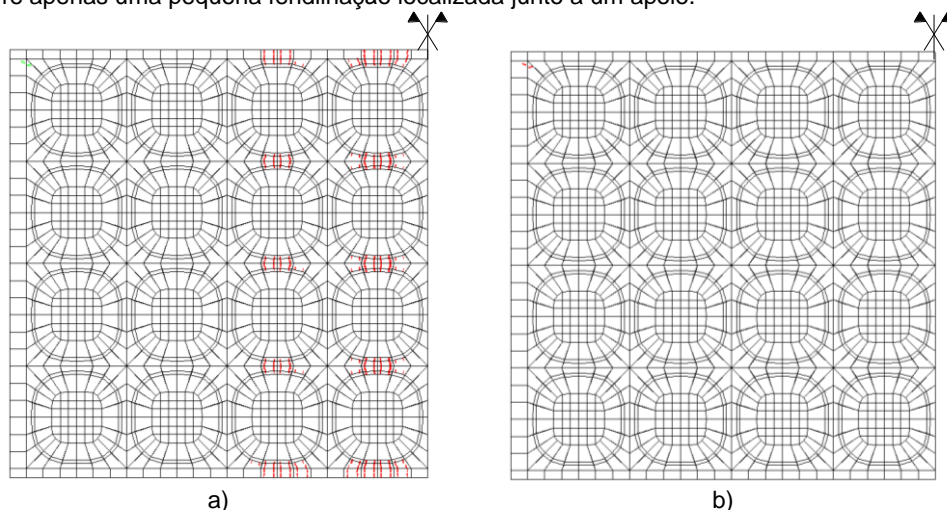 re apenas uma pequena fendilhação localizada junto a um apoio.
a) b)